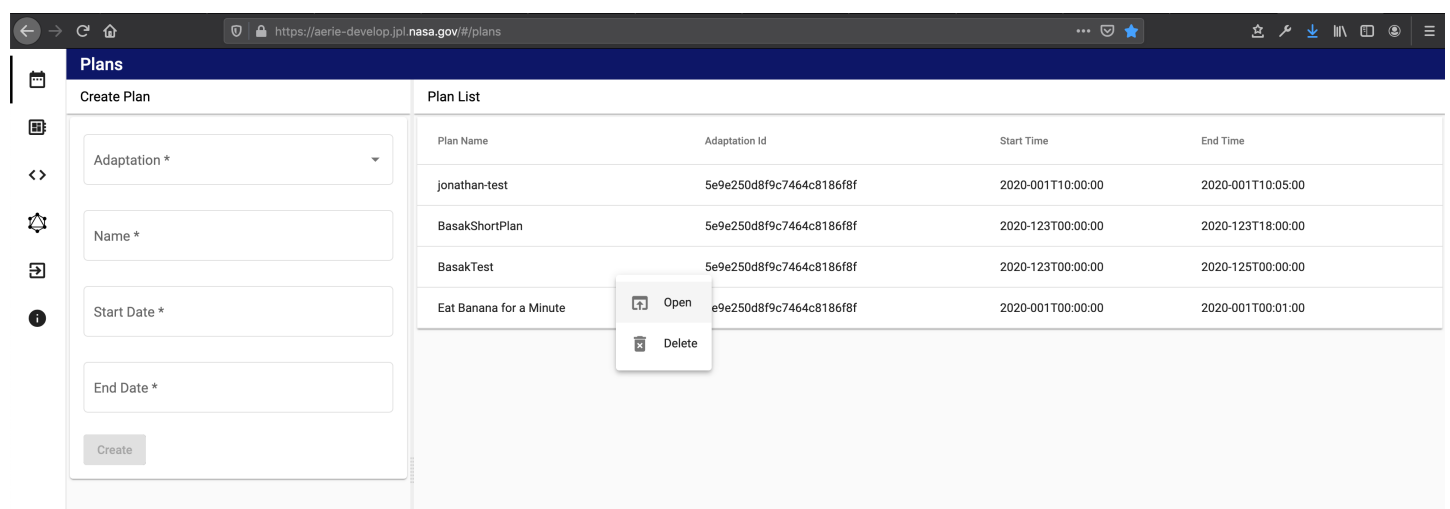 https://aerie-develop.jpl.nasa.gov/#/plans
Plans
Create Plan
Adaptation *
Name *
Start Date *
End Date *
Create
Plan List
Plan Name Adaptation Id Start Time End Time
jonathan-test 5e9e250d8f9c7464c8186f8f 2020-001T10:00:00 2020-001T10:05:00
BasakShortPlan 5e9e250d8f9c7464c8186f8f 2020-123T00:00:00 2020-123T18:00:00
BasakTest 5e9e250d8f9c7464c8186f8f 2020-123T00:00:00 2020-125T00:00:00
Eat Banana for a Minute e9e250d8f9c7464c8186f8f 2020-001T00:00:00 2020-001T00:01:00
Open
Delete